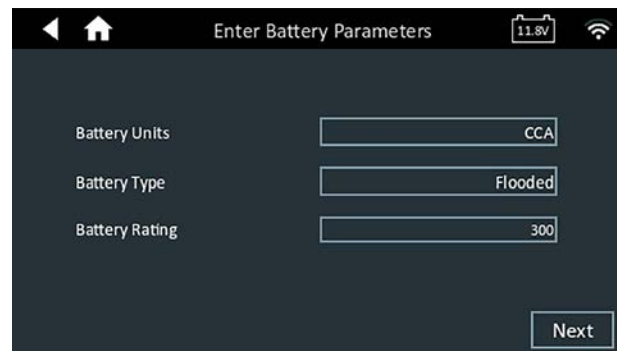 Enter Battery Parameters 11.8V
Battery Units CCA
Battery Type Flooded
Battery Rating 300
Next